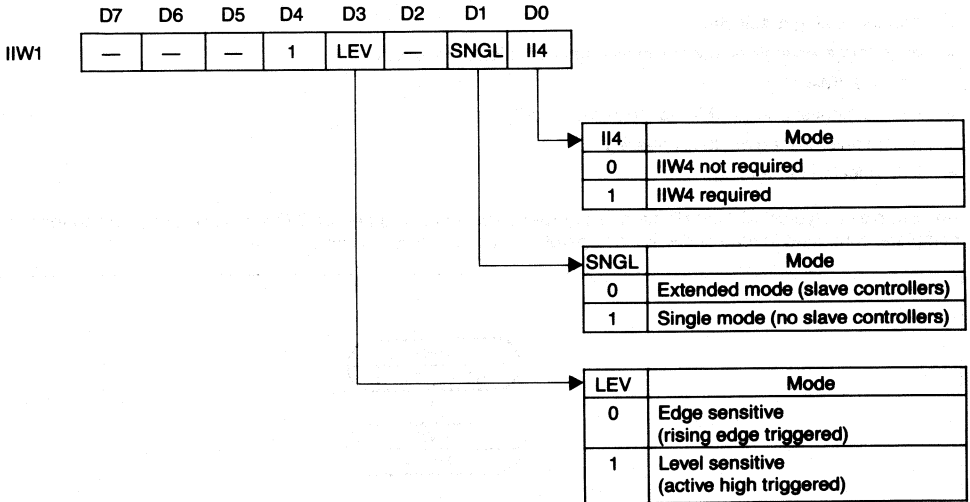 D7 D6 D5 D4 D3 D2 D1 D0
IIW1 — — — 1 LEV — SNGL II4
II4 Mode
0 IIW4 not required
1 IIW4 required
SNGL Mode
0 Extended mode (slave controllers)
1 Single mode (no slave controllers)
LEV Mode
0 Edge sensitive
(rising edge triggered)
1 Level sensitive
(active high triggered)